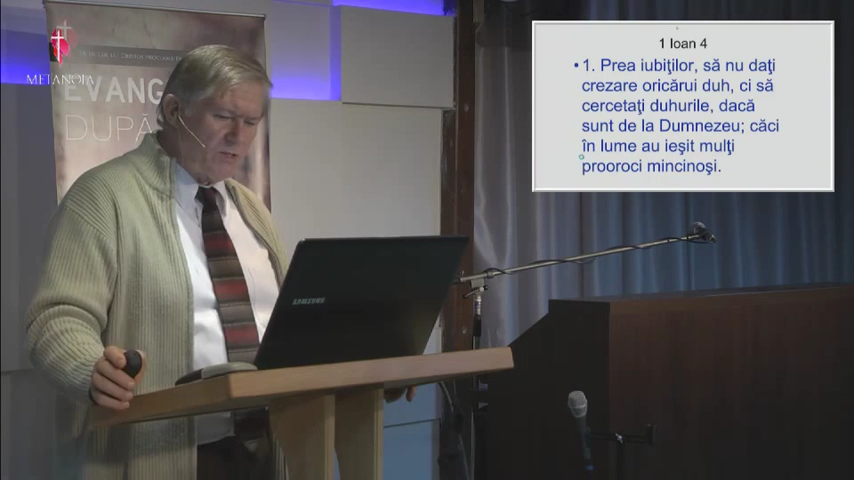 METANOIA
EVANG
DUPĂ
SAMSUNG
1 Ioan 4
•1. Prea iubiţilor, să nu daţi
crezare oricărui duh, ci să
cercetaţi duhurile, dacă
sunt de la Dumnezeu; căci
în lume au ieşit mulţi
prooroci mincinoşi.